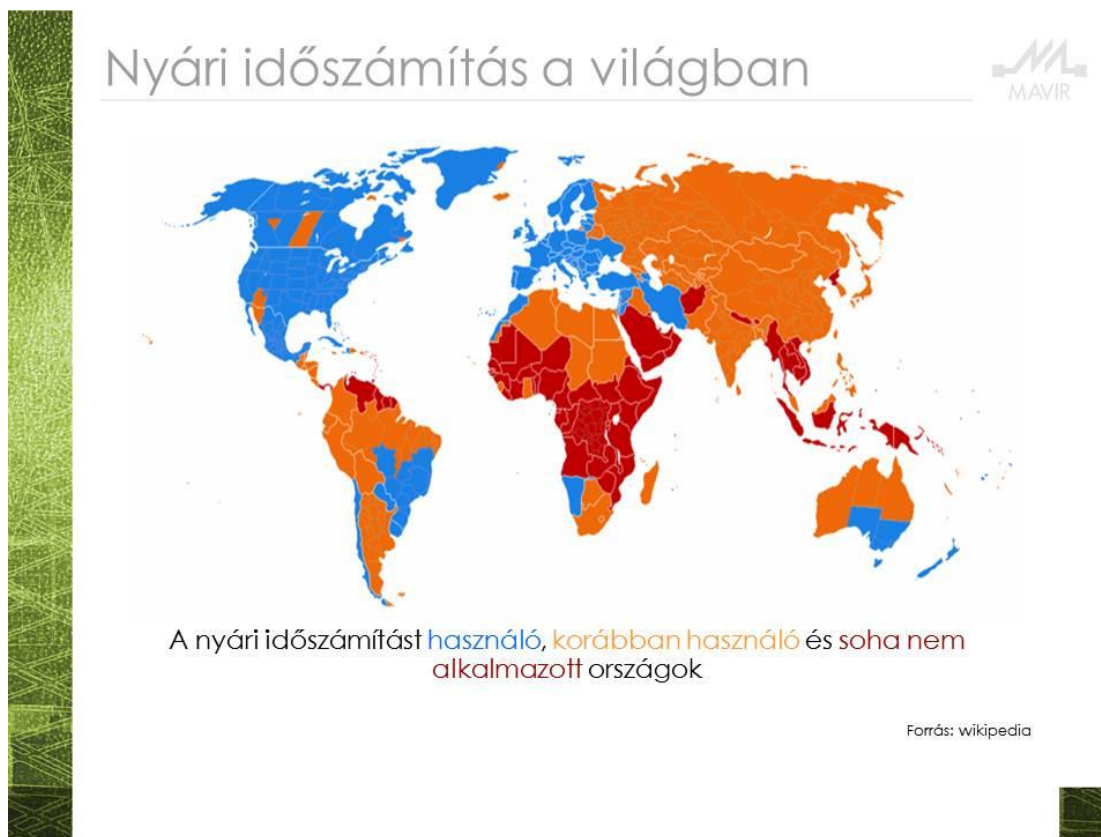 Nyári időszámítás a világban
MAVIR
A nyári időszámítást használó, korábban használó és soha nem
alkalmazott országok
Forrás: wikipedia